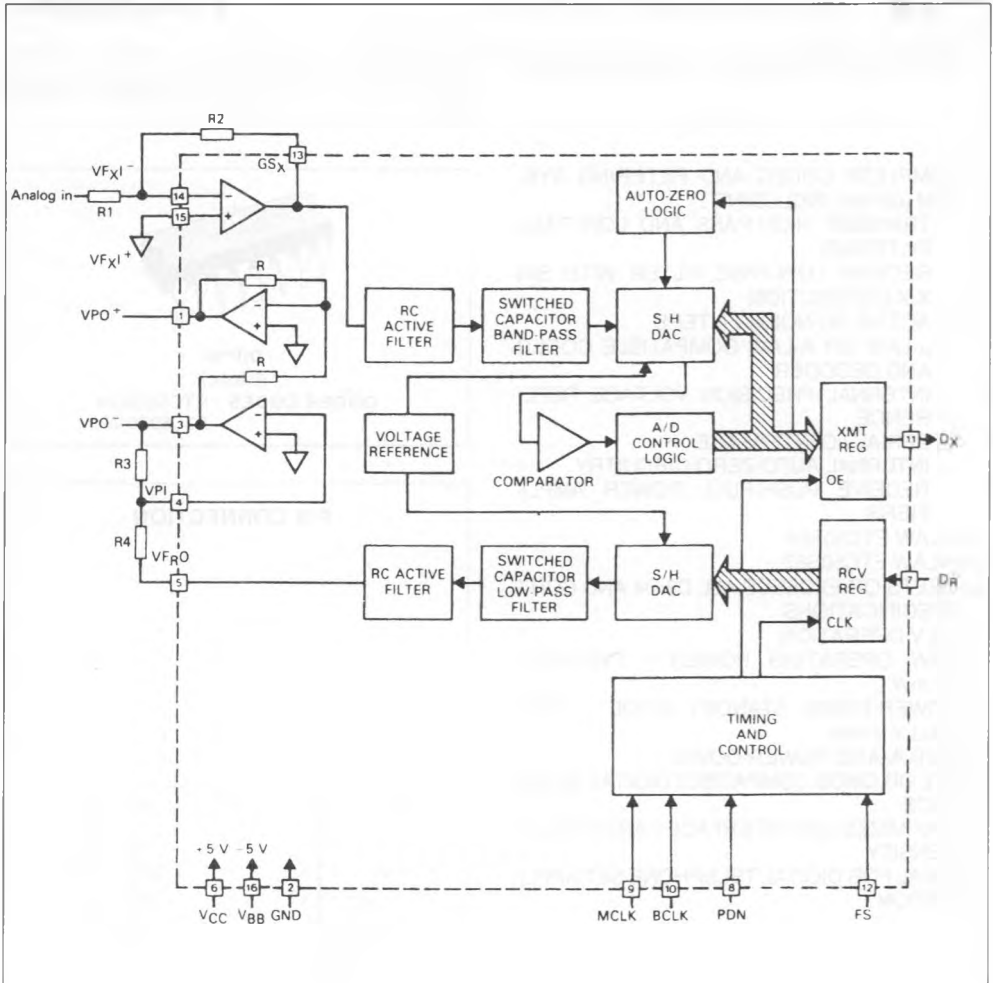 R2
13
GSX
VFXI-
Analog in
R1
14
15
VFXI+
AUTO-ZERO
LOGIC
R
VPO+
1
RC
ACTIVE
FILTER
SWITCHED
CAPACITOR
BAND-PASS
FILTER
S/H
DAC
R
VPO-
3
VOLTAGE
REFERENCE
COMPARATOR
A/D
CONTROL
LOGIC
XMT
REG
OE
11
DX
R3
VPI
4
R4
VFRO
5
RC ACTIVE
FILTER
SWITCHED
CAPACITOR
LOW-PASS
FILTER
S/H
DAC
RCV
REG
CLK
7
DR
TIMING
AND
CONTROL
+5 V
-5 V
6
16
2
VCC
VBB
GND
9
10
8
12
MCLK
BCLK
PDN
FS